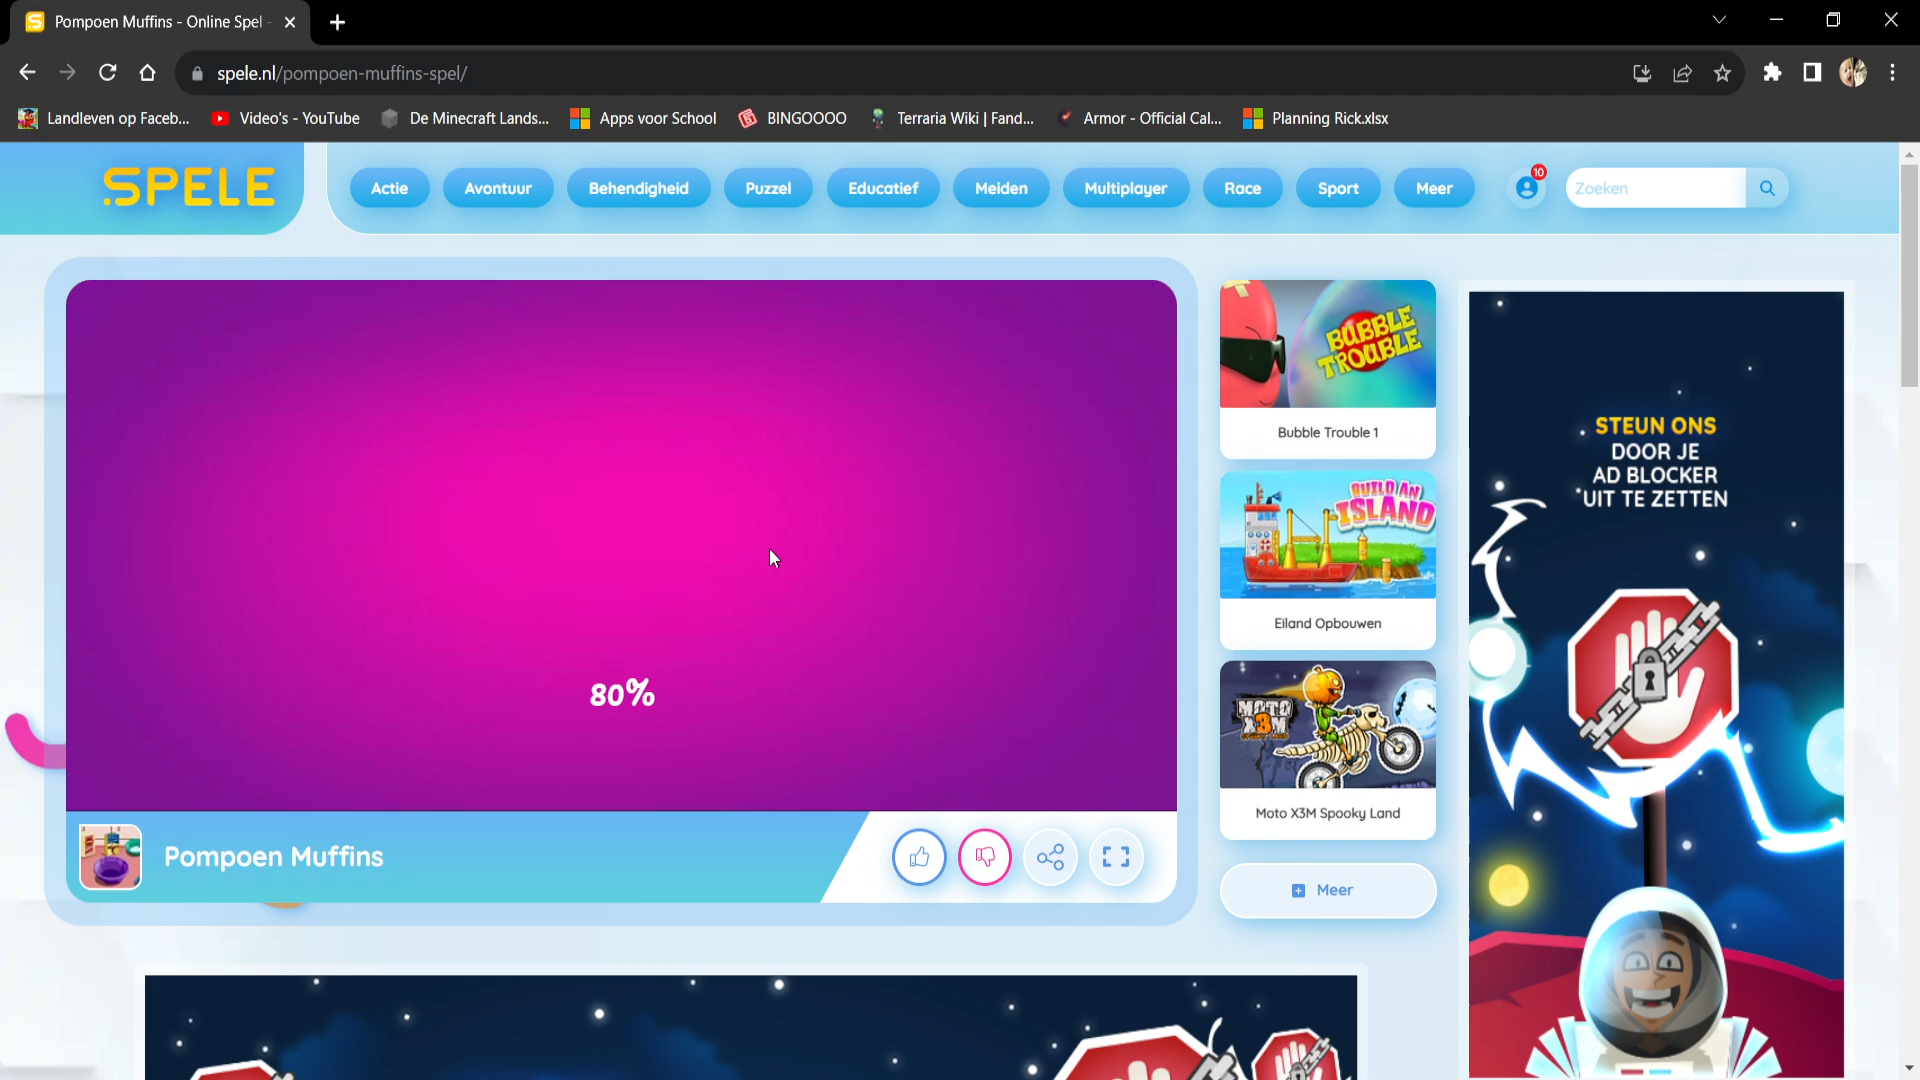 Pompoen Muffins - Online Spel -
spele.nl/pompoen-muffins-spel/
Landleven op Faceb... Video's - YouTube De Minecraft Lands... Apps voor School BINGOOOO Terraria Wiki | Fand... Armor - Official Cal... Planning Rick.xlsx
.SPELE Actie Avontuur Behendigheid Puzzel Educatief Meiden Multiplayer Race Sport Meer 10 Zoeken
BUBBLE
TROUBLE
Bubble Trouble 1
BUILD AN
ISLAND
Eiland Opbouwen
MOTO
X3M
SPOOKY LAND
Moto X3M Spooky Land
Meer
80%
Pompoen Muffins
STEUN ONS
DOOR JE
AD BLOCKER
UIT TE ZETTEN